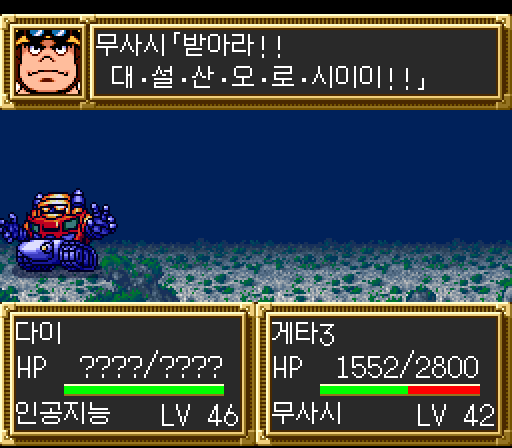 무사시「받아라!!
대·설·산·오·로·시이이!!」
다이
HP ????/????
인공지능 LV 46
게타3
HP 1552/2800
무사시 LV 42